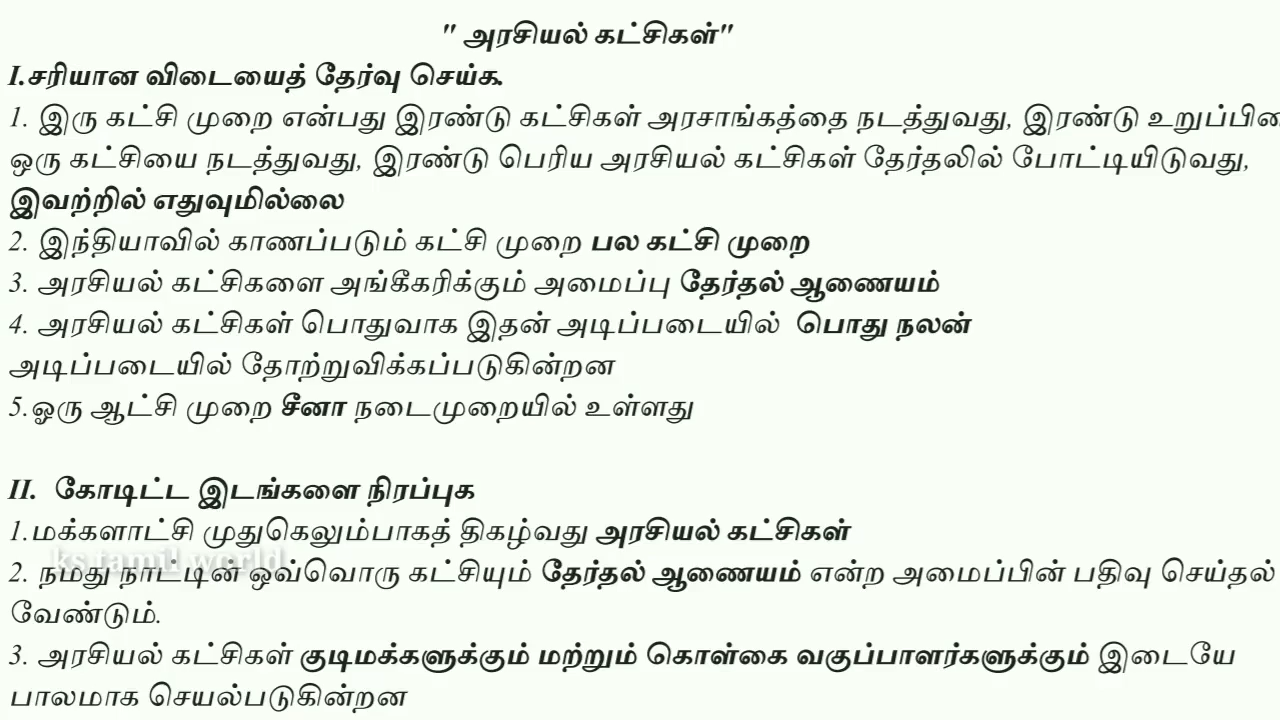 " அரசியல் கட்சிகள்"
I.சரியான விடையைத் தேர்வு செய்க.
1. இரு கட்சி முறை என்பது இரண்டு கட்சிகள் அரசாங்கத்தை நடத்துவது, இரண்டு
ஒரு கட்சியை நடத்துவது, இரண்டு பெரிய அரசியல் கட்சிகள் தேர்தலில் போட்டியிடுவது,
இவற்றில் எதுவுமில்லை
2. இந்தியாவில் காணப்படும் கட்சி முறை பல கட்சி முறை
3. அரசியல் கட்சிகளை அங்கீகரிக்கும் அமைப்பு தேர்தல் ஆணையம்
4. அரசியல் கட்சிகள் பொதுவாக இதன் அடிப்படையில் பொது நலன்
அடிப்படையில் தோற்றுவிக்கப்படுகின்றன
5.ஓரு ஆட்சி முறை சீனா நடைமுறையில் உள்ளது
II. கோடிட்ட இடங்களை நிரப்புக
1.மக்களாட்சி முதுகெலும்பாகத் திகழ்வது அரசியல் கட்சிகள்
ks tamil world
2. நமது நாட்டின் ஒவ்வொரு கட்சியும் தேர்தல் ஆணையம் என்ற அமைப்பின் பதிவு செய்தல்
வேண்டும்.
3. அரசியல் கட்சிகள் குடிமக்களுக்கும் மற்றும் கொள்கை வகுப்பாளர்களுக்கும் இடையே
பாலமாக செயல்படுகின்றன